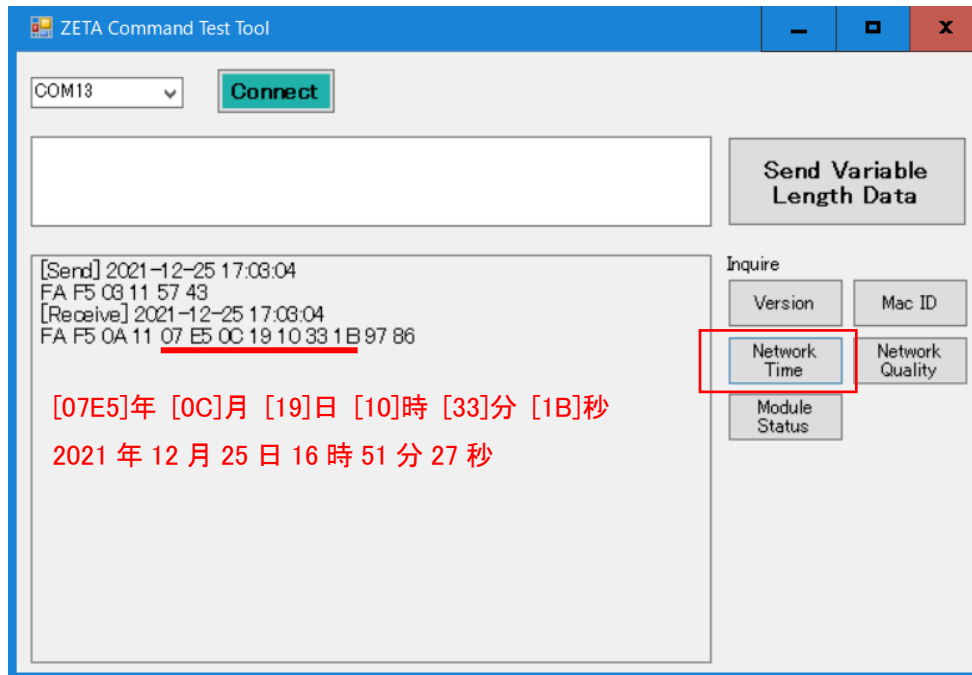 ZETA Command Test Tool
COM13
Connect
Send Variable
Length Data
[Send] 2021-12-25 17:03:04
FA F5 03 11 57 43
[Receive] 2021-12-25 17:03:04
FA F5 0A 11 07 E5 0C 19 10 33 1B 97 86
[07E5]年 [0C]月 [19]日 [10]時 [33]分 [1B]秒
2021 年 12 月 25 日 16 時 51 分 27 秒
Inquire
Version
Mac ID
Network
Time
Network
Quality
Module
Status